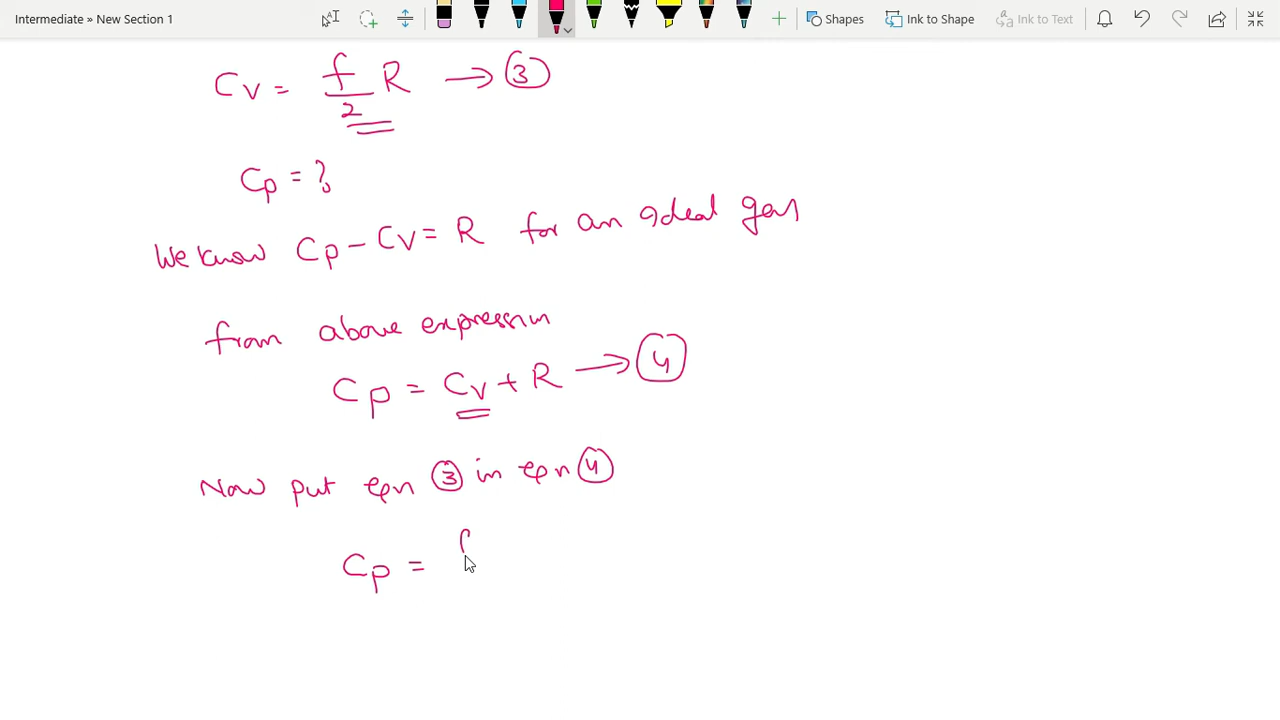 Intermediate » New Section 1
Shapes
Ink to Shape
Ink to Text
Cv = f/2 R → ③
Cp = ?
We know Cp - Cv = R for an ideal gas
from above expression
Cp = Cv + R → ④
Now put eqn ③ in eqn ④
Cp =